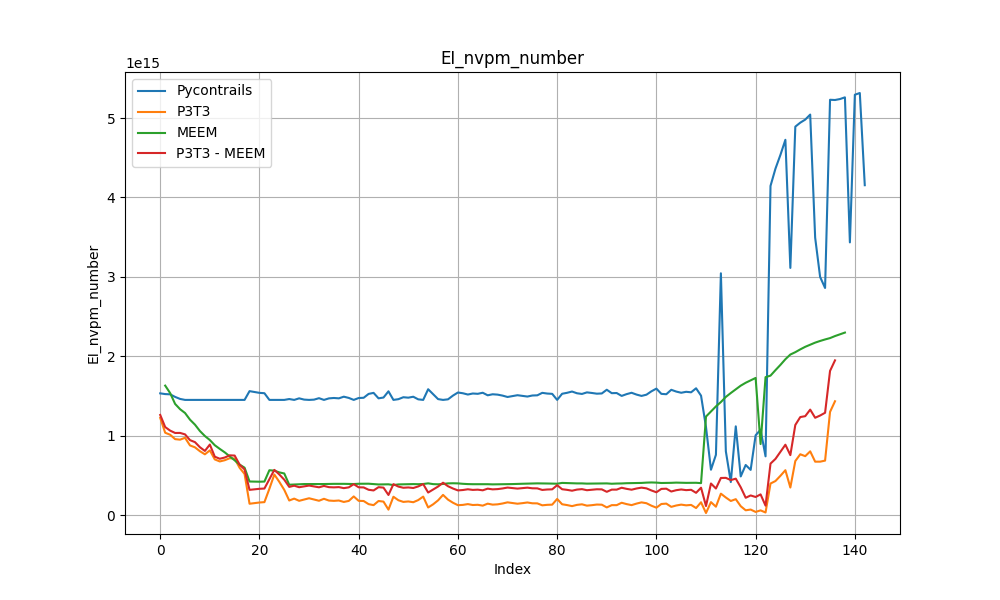 EI_nvpm_number
1e15
Pycontrails
P3T3
MEEM
P3T3 - MEEM
5
4
3
2
1
0
EI_nvpm_number
0 20 40 60 80 100 120 140
Index